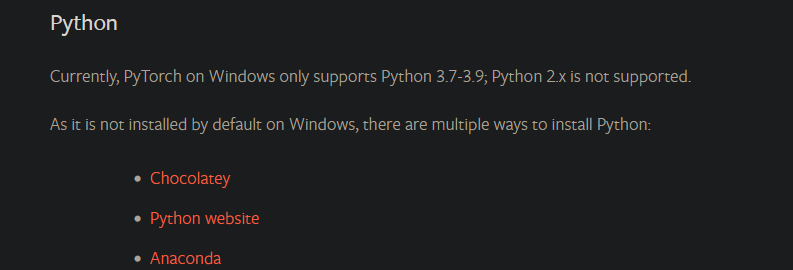 Python
Currently, PyTorch on Windows only supports Python 3.7-3.9; Python 2.x is not supported.
As it is not installed by default on Windows, there are multiple ways to install Python:
Chocolatey
Python website
Anaconda